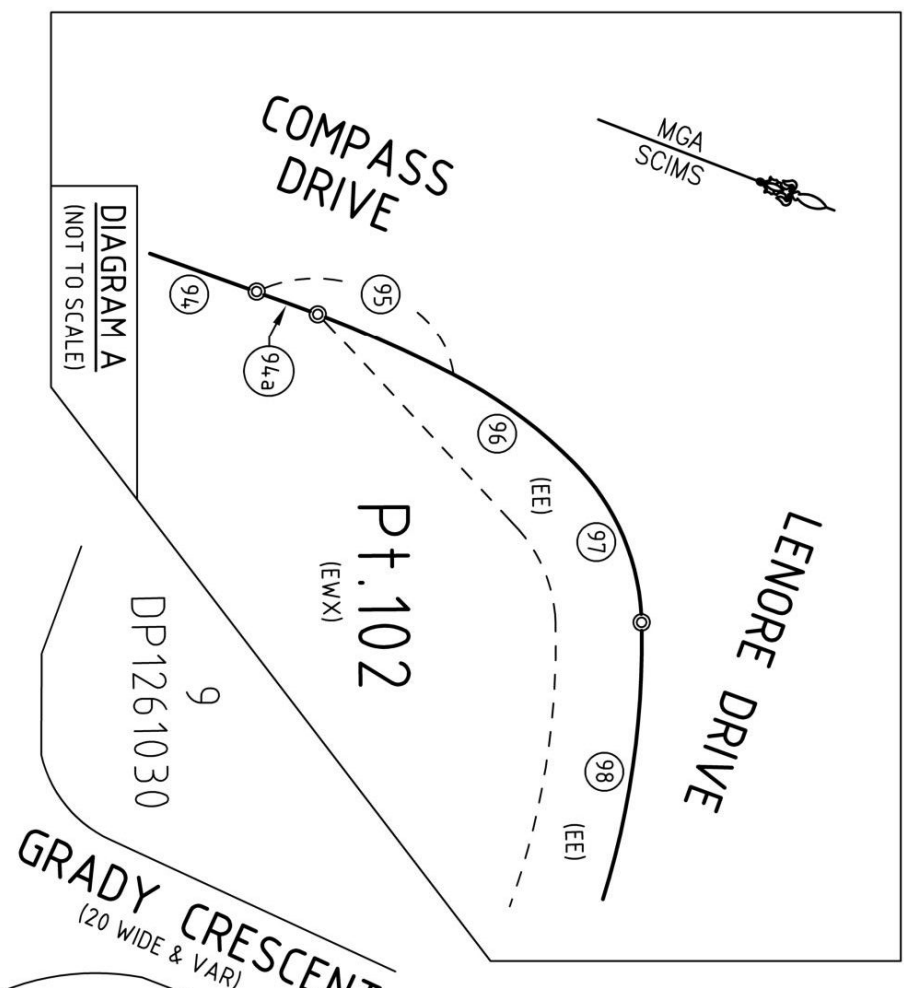 COMPASS
DRIVE
MGA
SCIMS
DIAGRAM A
(NOT TO SCALE)
94
94a
95
96
(EE)
97
LENORE DRIVE
Pt.102
(EWX)
98
(EE)
9
DP1261030
GRADY CRESCENT
(20 WIDE & VAR)